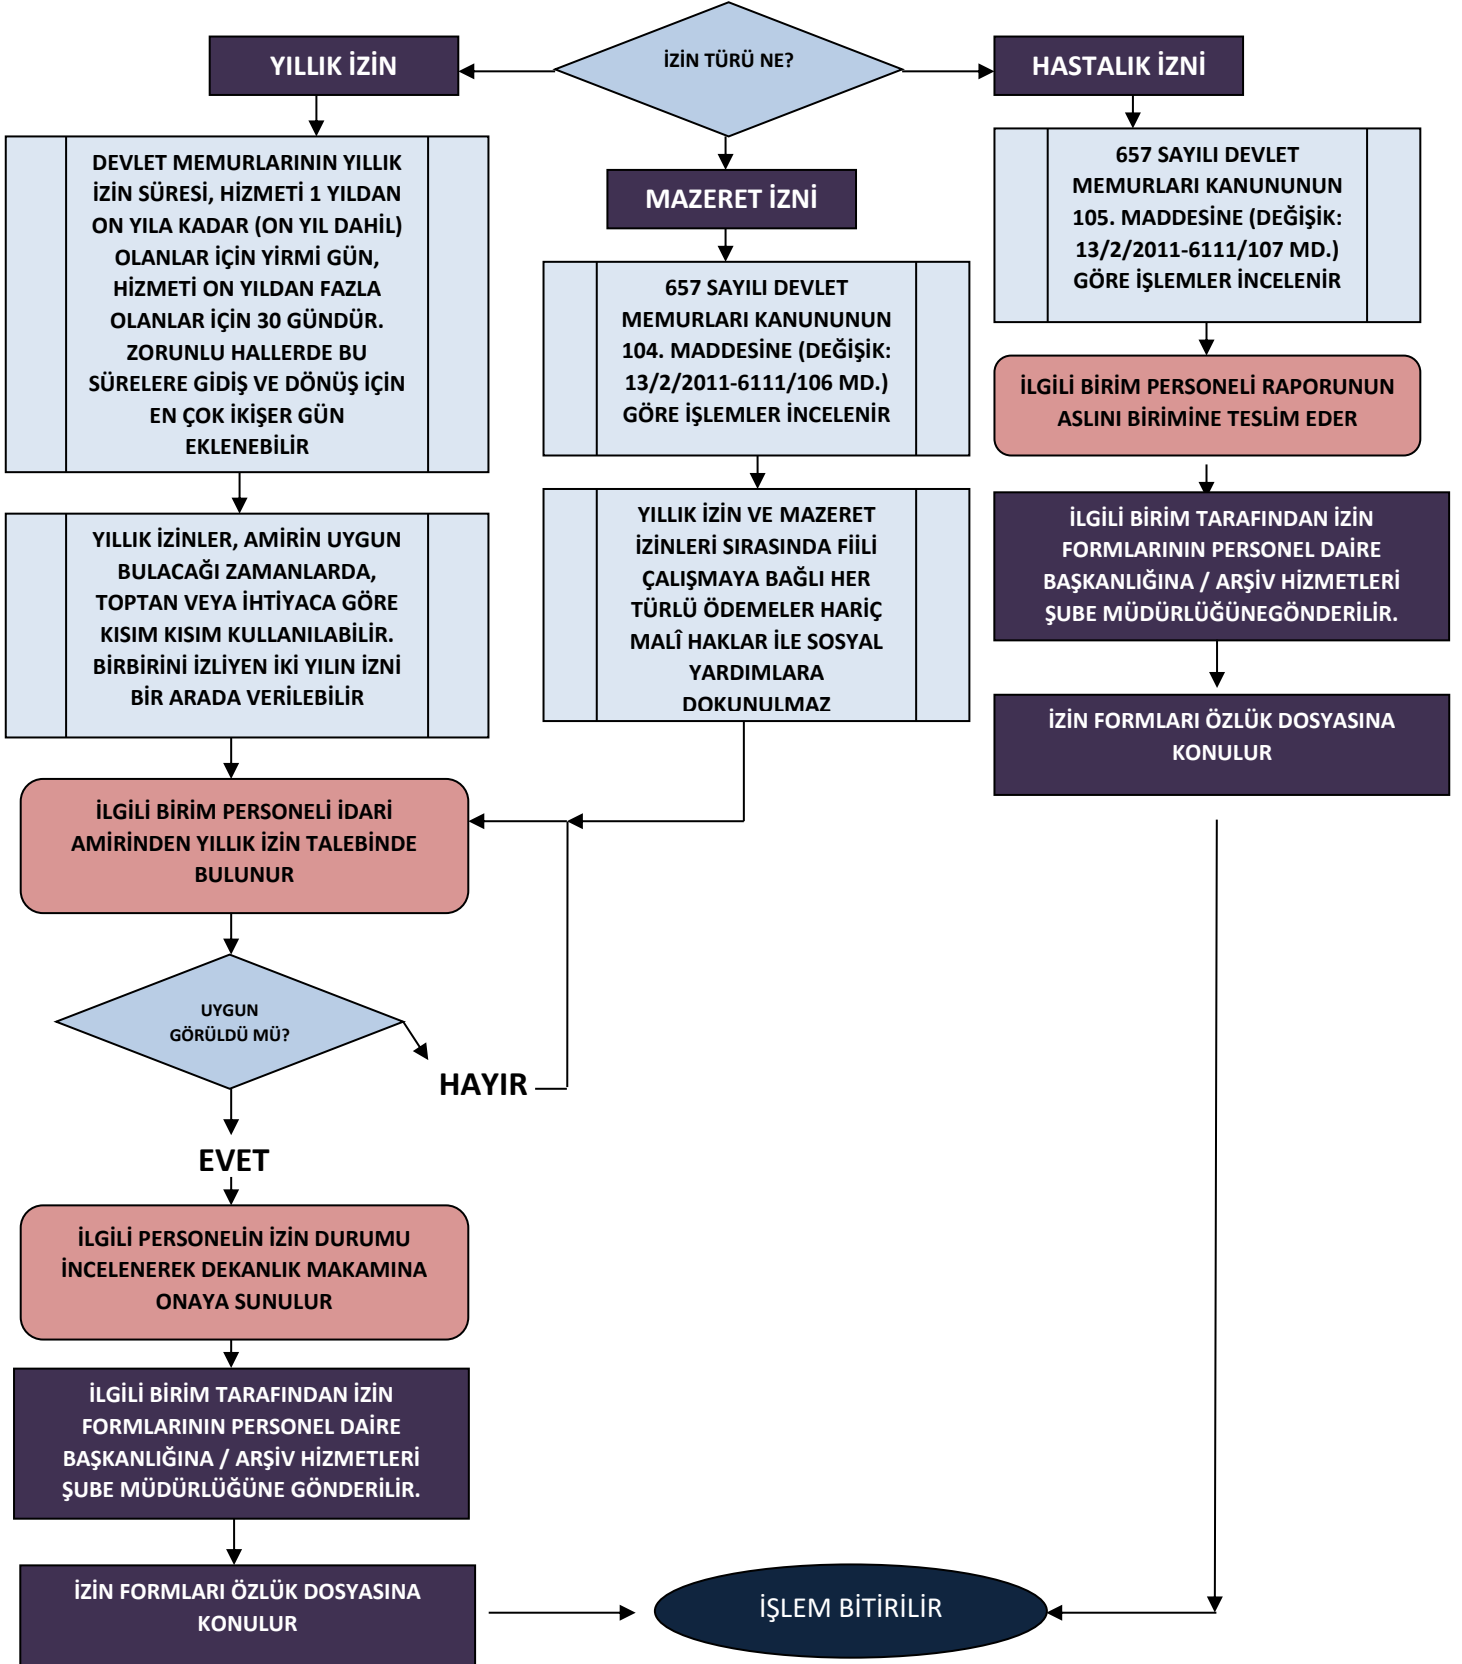 İZİN TÜRÜ NE?
YILLIK İZİN
DEVLET MEMURLARININ YILLIK
İZİN SÜRESİ, HİZMETİ 1 YILDAN
ON YILA KADAR (ON YIL DAHİL)
OLANLAR İÇİN YİRMİ GÜN,
HİZMETİ ON YILDAN FAZLA
OLANLAR İÇİN 30 GÜNDÜR.
ZORUNLU HALLERDE BU
SÜRELERE GİDİŞ VE DÖNÜŞ İÇİN
EN ÇOK İKİŞER GÜN
EKLENEBİLİR
YILLIK İZİNLER, AMİRİN UYGUN
BULACAĞI ZAMANLARDA,
TOPTAN VEYA İHTİYACA GÖRE
KISIM KISIM KULLANILABİLİR.
BİRBİRİNİ İZLİYEN İKİ YILIN İZNİ
BİR ARADA VERİLEBİLİR
MAZERET İZNİ
657 SAYILI DEVLET
MEMURLARI KANUNUNUN
104. MADDESİNE (DEĞİŞİK:
13/2/2011-6111/106 MD.)
GÖRE İŞLEMLER İNCELENİR
YILLIK İZİN VE MAZERET
İZİNLERİ SIRASINDA FİİLİ
ÇALIŞMAYA BAĞLI HER
TÜRLÜ ÖDEMELER HARİÇ
MALÎ HAKLAR İLE SOSYAL
YARDIMLARA
DOKUNULMAZ
HASTALIK İZNİ
657 SAYILI DEVLET
MEMURLARI KANUNUNUN
105. MADDESİNE (DEĞİŞİK:
13/2/2011-6111/107 MD.)
GÖRE İŞLEMLER İNCELENİR
İLGİLİ BİRİM PERSONELİ RAPORUNUN
ASLINI BİRİMİNE TESLİM EDER
İLGİLİ BİRİM TARAFINDAN İZİN
FORMLARININ PERSONEL DAİRE
BAŞKANLIĞINA / ARŞİV HİZMETLERİ
ŞUBE MÜDÜRLÜĞÜNEGÖNDERİLİR.
İZİN FORMLARI ÖZLÜK DOSYASINA
KONULUR
İLGİLİ BİRİM PERSONELİ İDARİ
AMİRİNDEN YILLIK İZİN TALEBİNDE
BULUNUR
UYGUN
GÖRÜLDÜ MÜ?
HAYIR
EVET
İLGİLİ PERSONELİN İZİN DURUMU
İNCELENEREK DEKANLIK MAKAMINA
ONAYA SUNULUR
İLGİLİ BİRİM TARAFINDAN İZİN
FORMLARININ PERSONEL DAİRE
BAŞKANLIĞINA / ARŞİV HİZMETLERİ
ŞUBE MÜDÜRLÜĞÜNE GÖNDERİLİR.
İZİN FORMLARI ÖZLÜK DOSYASINA
KONULUR
İŞLEM BİTİRİLİR